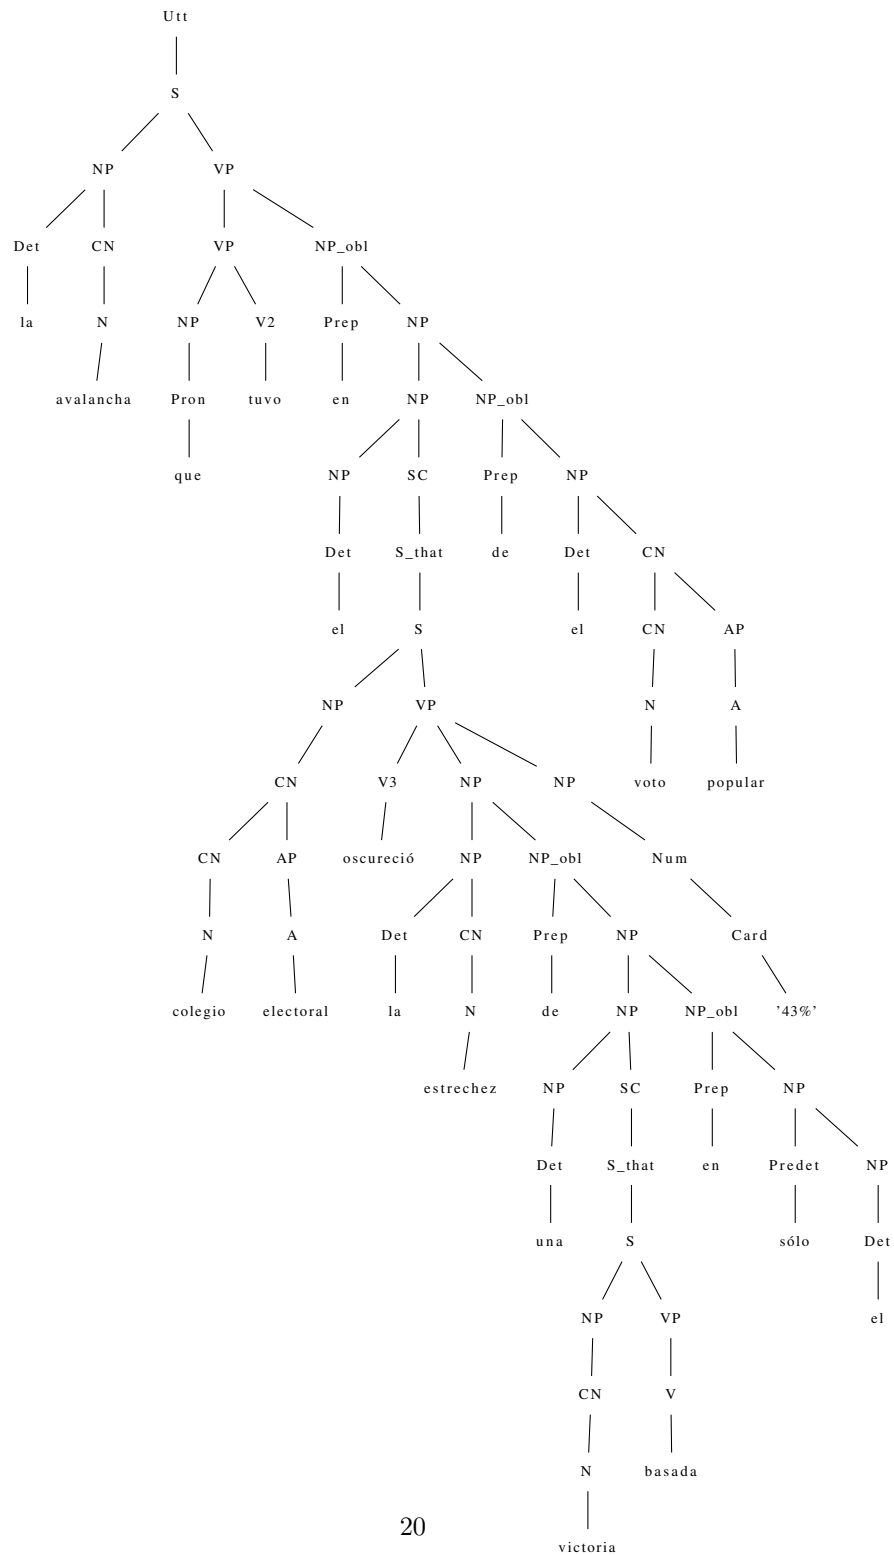 Utt
S
NP VP
Det CN VP NP_obl
la N NP V2 Prep NP
avalancha Pron tuvo en NP NP_obl
que NP SC Prep NP
Det S_that de Det CN
el S el CN AP
NP VP N A
CN V3 NP NP voto popular
CN AP oscureció NP NP_obl Num
N A Det CN Prep NP Card
colegio electoral la N de NP NP_obl '43%'
estrechez NP SC Prep NP
Det S_that en Predet NP
una S sólo Det
NP VP el
CN V
N basada
20
victoria